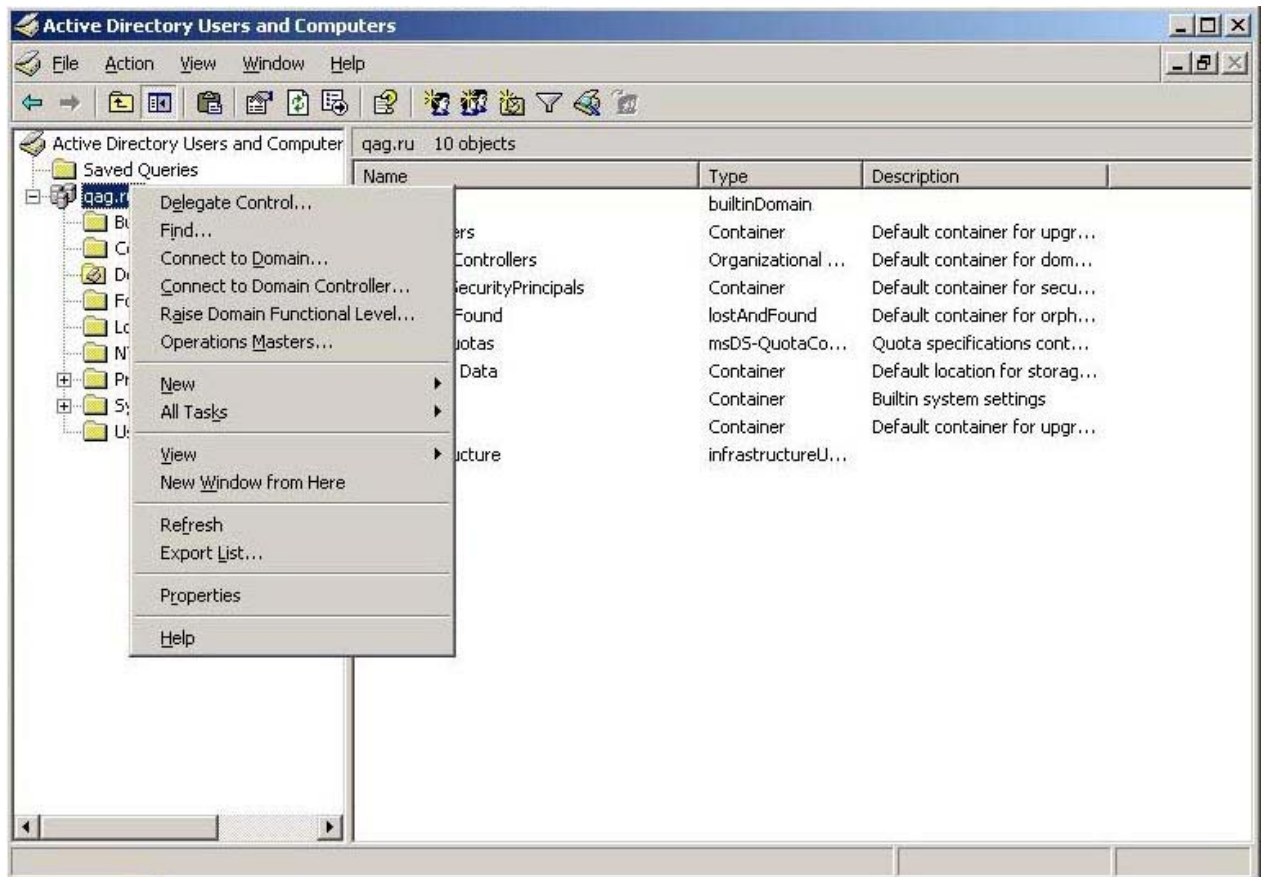 Active Directory Users and Computers
File Action View Window Help
Active Directory Users and Computer
qag.ru 10 objects
Saved Queries
Name Type Description
qag.r
Delegate Control...
Find...
Connect to Domain...
Connect to Domain Controller...
Raise Domain Functional Level...
Operations Masters...
New
All Tasks
View
New Window from Here
Refresh
Export List...
Properties
Help
builtinDomain
ers Container Default container for upgr...
Controllers Organizational ... Default container for dom...
SecurityPrincipals Container Default container for secu...
Found lostAndFound Default container for orph...
uotas msDS-QuotaCo... Quota specifications cont...
Data Container Default location for storag...
Container Builtin system settings
Container Default container for upgr...
ucture infrastructureU...